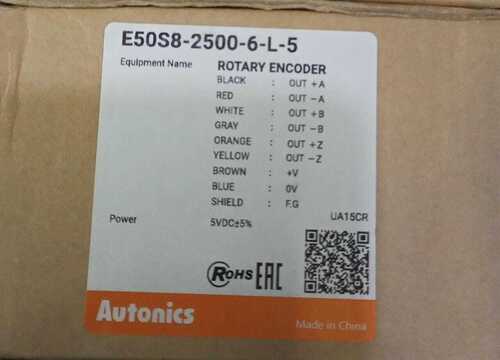 E50S8-2500-6-L-5
Equipment Name ROTARY ENCODER
BLACK : OUT +A
RED : OUT -A
WHITE : OUT +B
GRAY : OUT -B
ORANGE : OUT +Z
YELLOW : OUT -Z
BROWN : +V
BLUE : 0V
SHIELD : F.G
UA15CR
Power 5VDC±5%
RoHS EAC
Autonics
Made in China